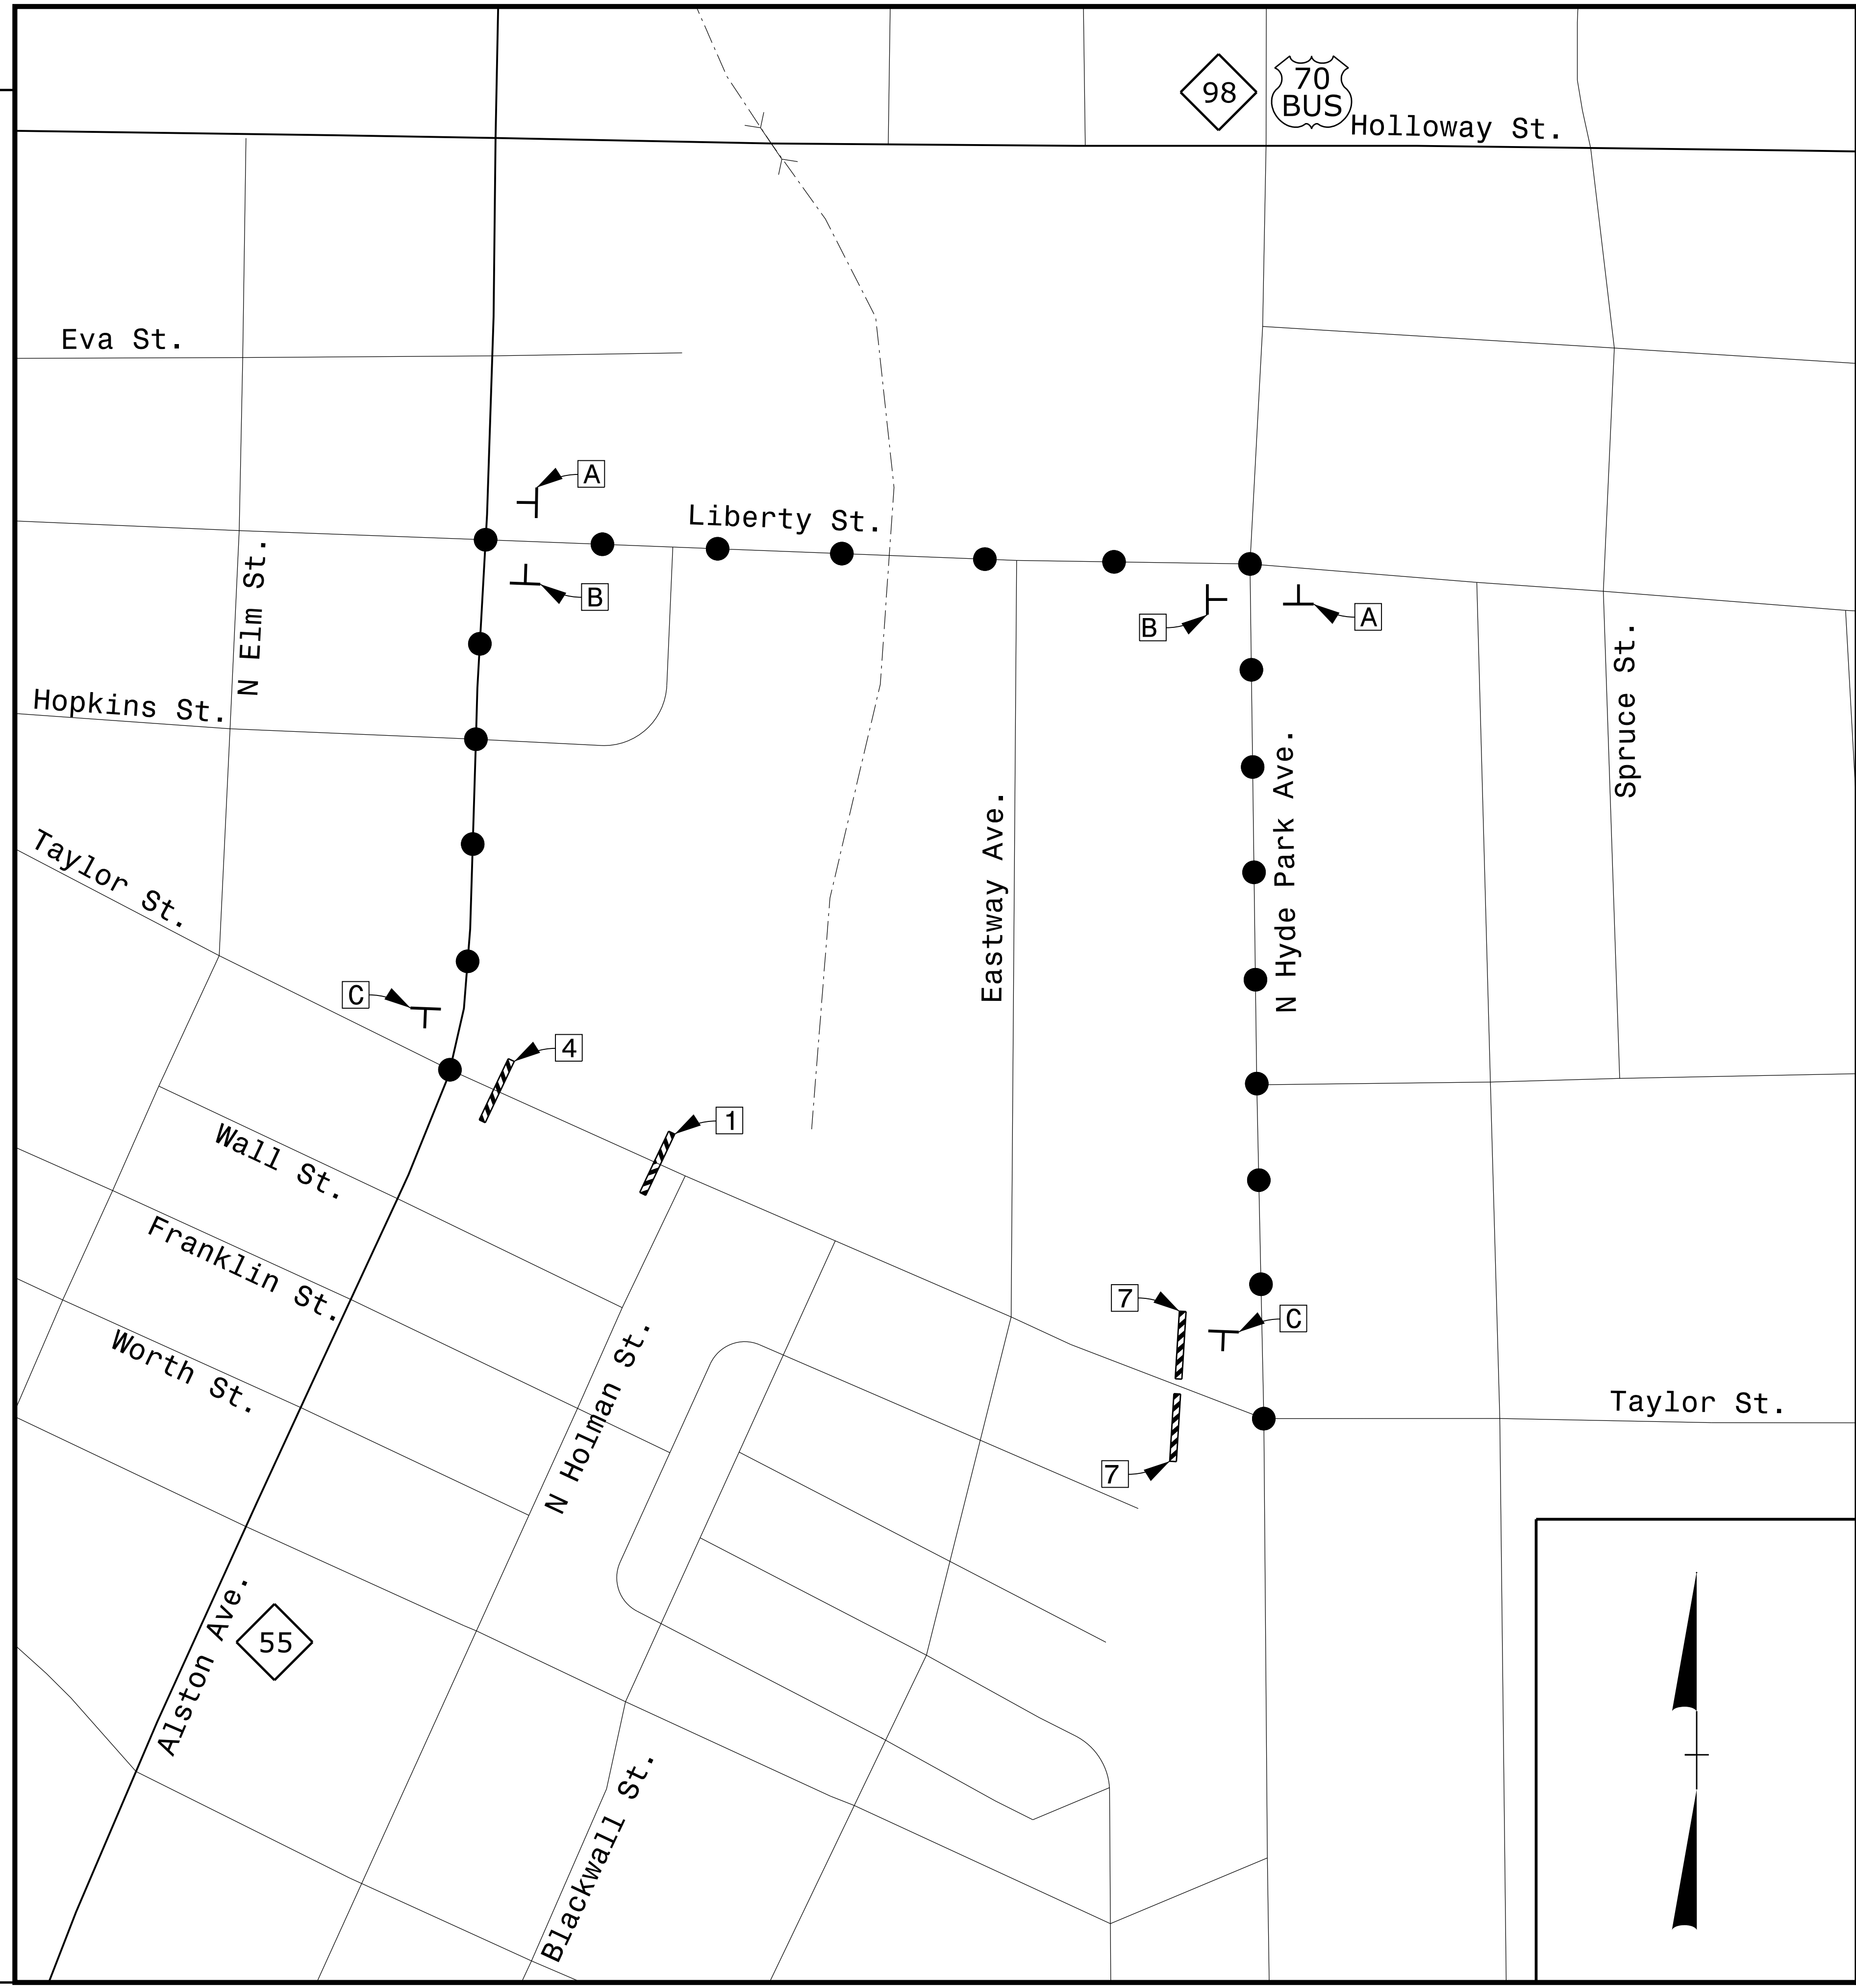 98
70
BUS
Holloway St.
Eva St.
A
Liberty St.
B
B
A
N Elm St.
Hopkins St.
Spruce St.
N Hyde Park Ave.
Eastway Ave.
Taylor St.
C
4
1
Wall St.
Franklin St.
7
C
Worth St.
N Holman St.
Taylor St.
7
Alston Ave.
55
Blackwall St.